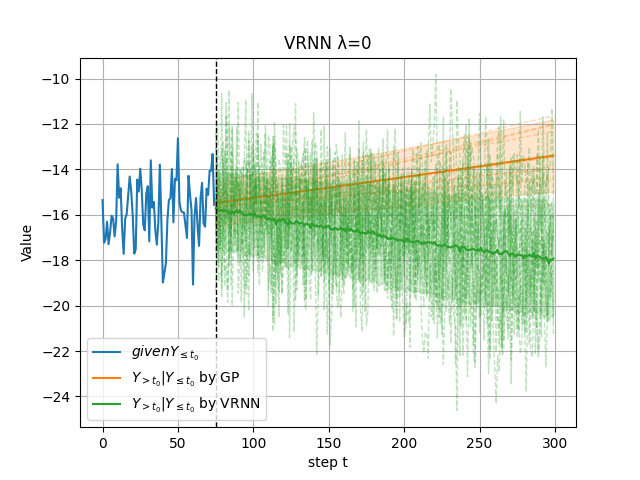 VRNN λ=0
Value
−10
−12
−14
−16
−18
−20
−22
−24
givenY≤t₀
Y>t₀|Y≤t₀ by GP
Y>t₀|Y≤t₀ by VRNN
0 50 100 150 200 250 300
step t